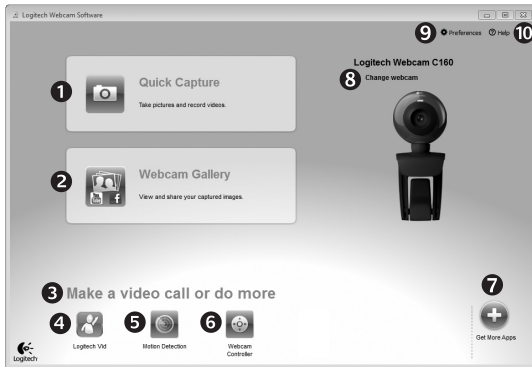 Logitech Webcam Software
9 Preferences Help 10
Logitech Webcam C160
8 Change webcam
1 Quick Capture
Take pictures and record videos.
2 Webcam Gallery
View and share your captured images.
You Tube f
3 Make a video call or do more
4 5 6 7
Logitech Vid Motion Detection Webcam Controller Get More Apps
Logitech